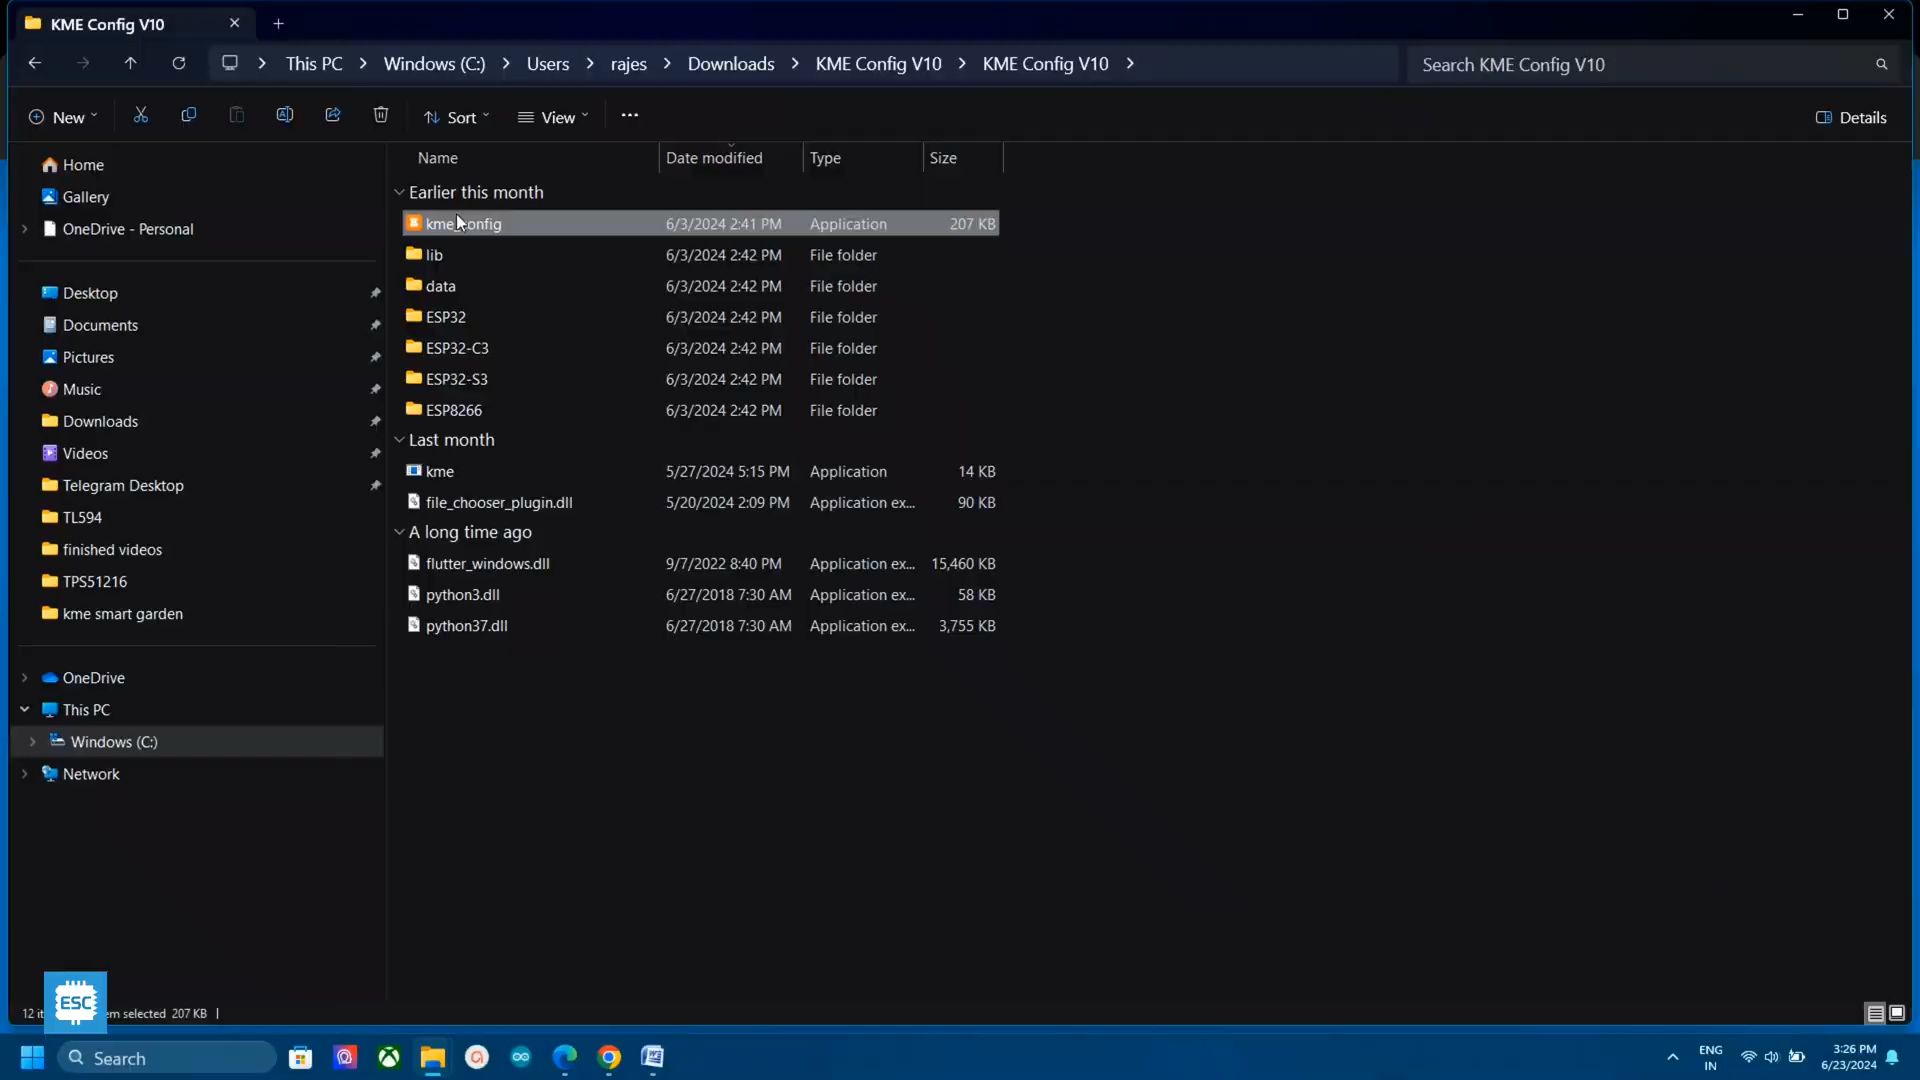 KME Config V10
This PC Windows (C:) Users rajes Downloads KME Config V10 KME Config V10
Search KME Config V10
New Sort View Details
Name Date modified Type Size
Home
Gallery
OneDrive - Personal
Desktop
Documents
Pictures
Music
Downloads
Videos
Telegram Desktop
TL594
finished videos
TPS51216
kme smart garden
OneDrive
This PC
Windows (C:)
Network
Earlier this month
kme_config 6/3/2024 2:41 PM Application 207 KB
lib 6/3/2024 2:42 PM File folder
data 6/3/2024 2:42 PM File folder
ESP32 6/3/2024 2:42 PM File folder
ESP32-C3 6/3/2024 2:42 PM File folder
ESP32-S3 6/3/2024 2:42 PM File folder
ESP8266 6/3/2024 2:42 PM File folder
Last month
kme 5/27/2024 5:15 PM Application 14 KB
file_chooser_plugin.dll 5/20/2024 2:09 PM Application ex... 90 KB
A long time ago
flutter_windows.dll 9/7/2022 8:40 PM Application ex... 15,460 KB
python3.dll 6/27/2018 7:30 AM Application ex... 58 KB
python37.dll 6/27/2018 7:30 AM Application ex... 3,755 KB
ESC
12 selected 207 KB
Search
ENG
IN
3:26 PM
6/23/2024